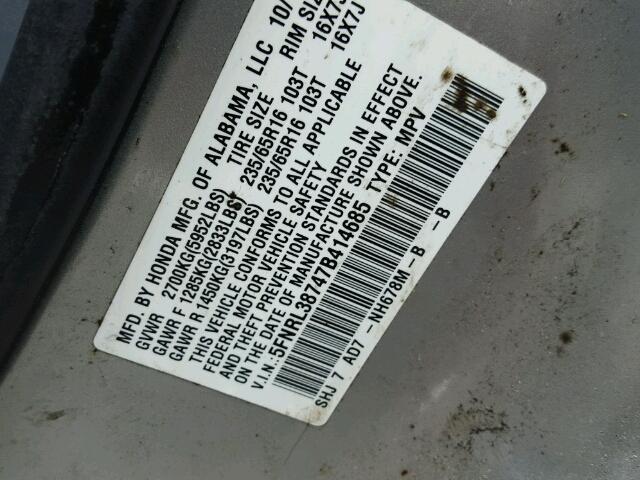 MFD. BY HONDA MFG. OF ALABAMA, LLC 10/
GVWR 2700KG(5952LBS) TIRE SIZE RIM SIZE
GAWR F 1285KG(2833LBS) 235/65R16 103T 16X7J
GAWR R 1450KG(3197LBS) 235/65R16 103T 16X7J
THIS VEHICLE CONFORMS TO ALL APPLICABLE
FEDERAL MOTOR VEHICLE SAFETY
AND THEFT PREVENTION STANDARDS IN EFFECT
ON THE DATE OF MANUFACTURE SHOWN ABOVE.
V.I.N.:5FNRL38747B414685 TYPE: MPV
SHJ 7 A07 -NH678M -B -B